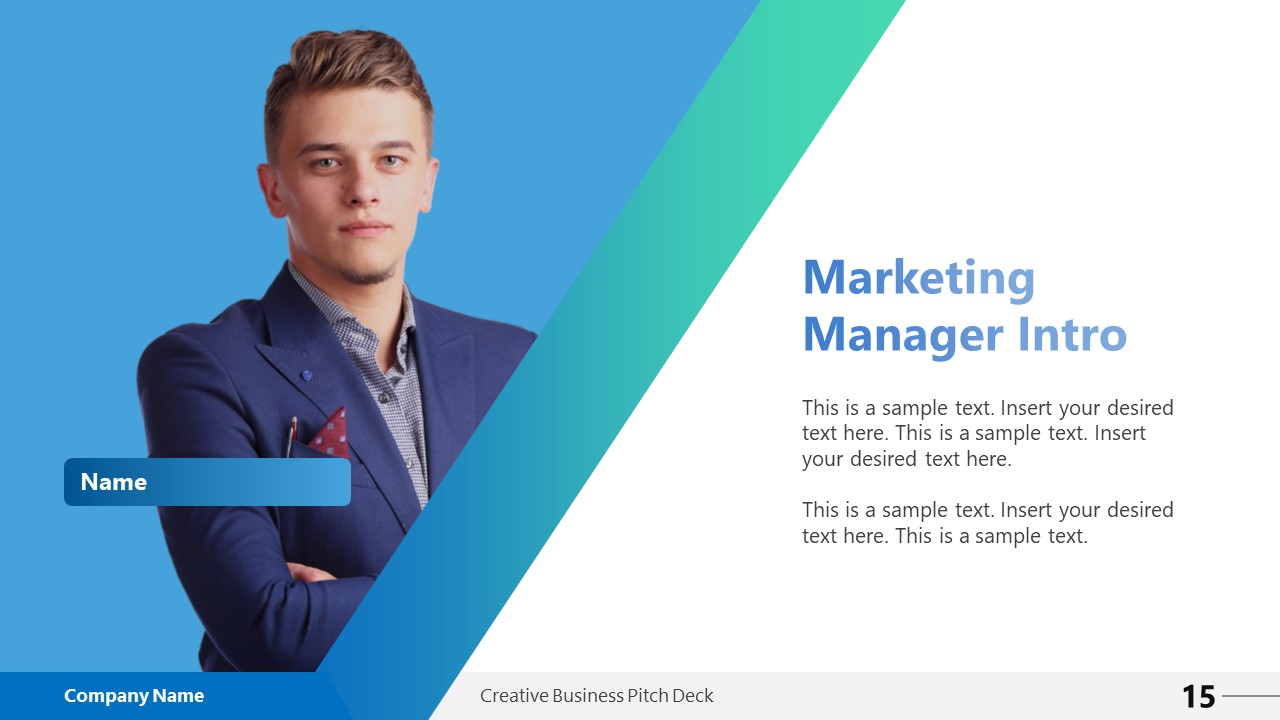 Marketing
Manager Intro
This is a sample text. Insert your desired
text here. This is a sample text. Insert
your desired text here.
This is a sample text. Insert your desired
text here. This is a sample text.
Name
Company Name
Creative Business Pitch Deck
15